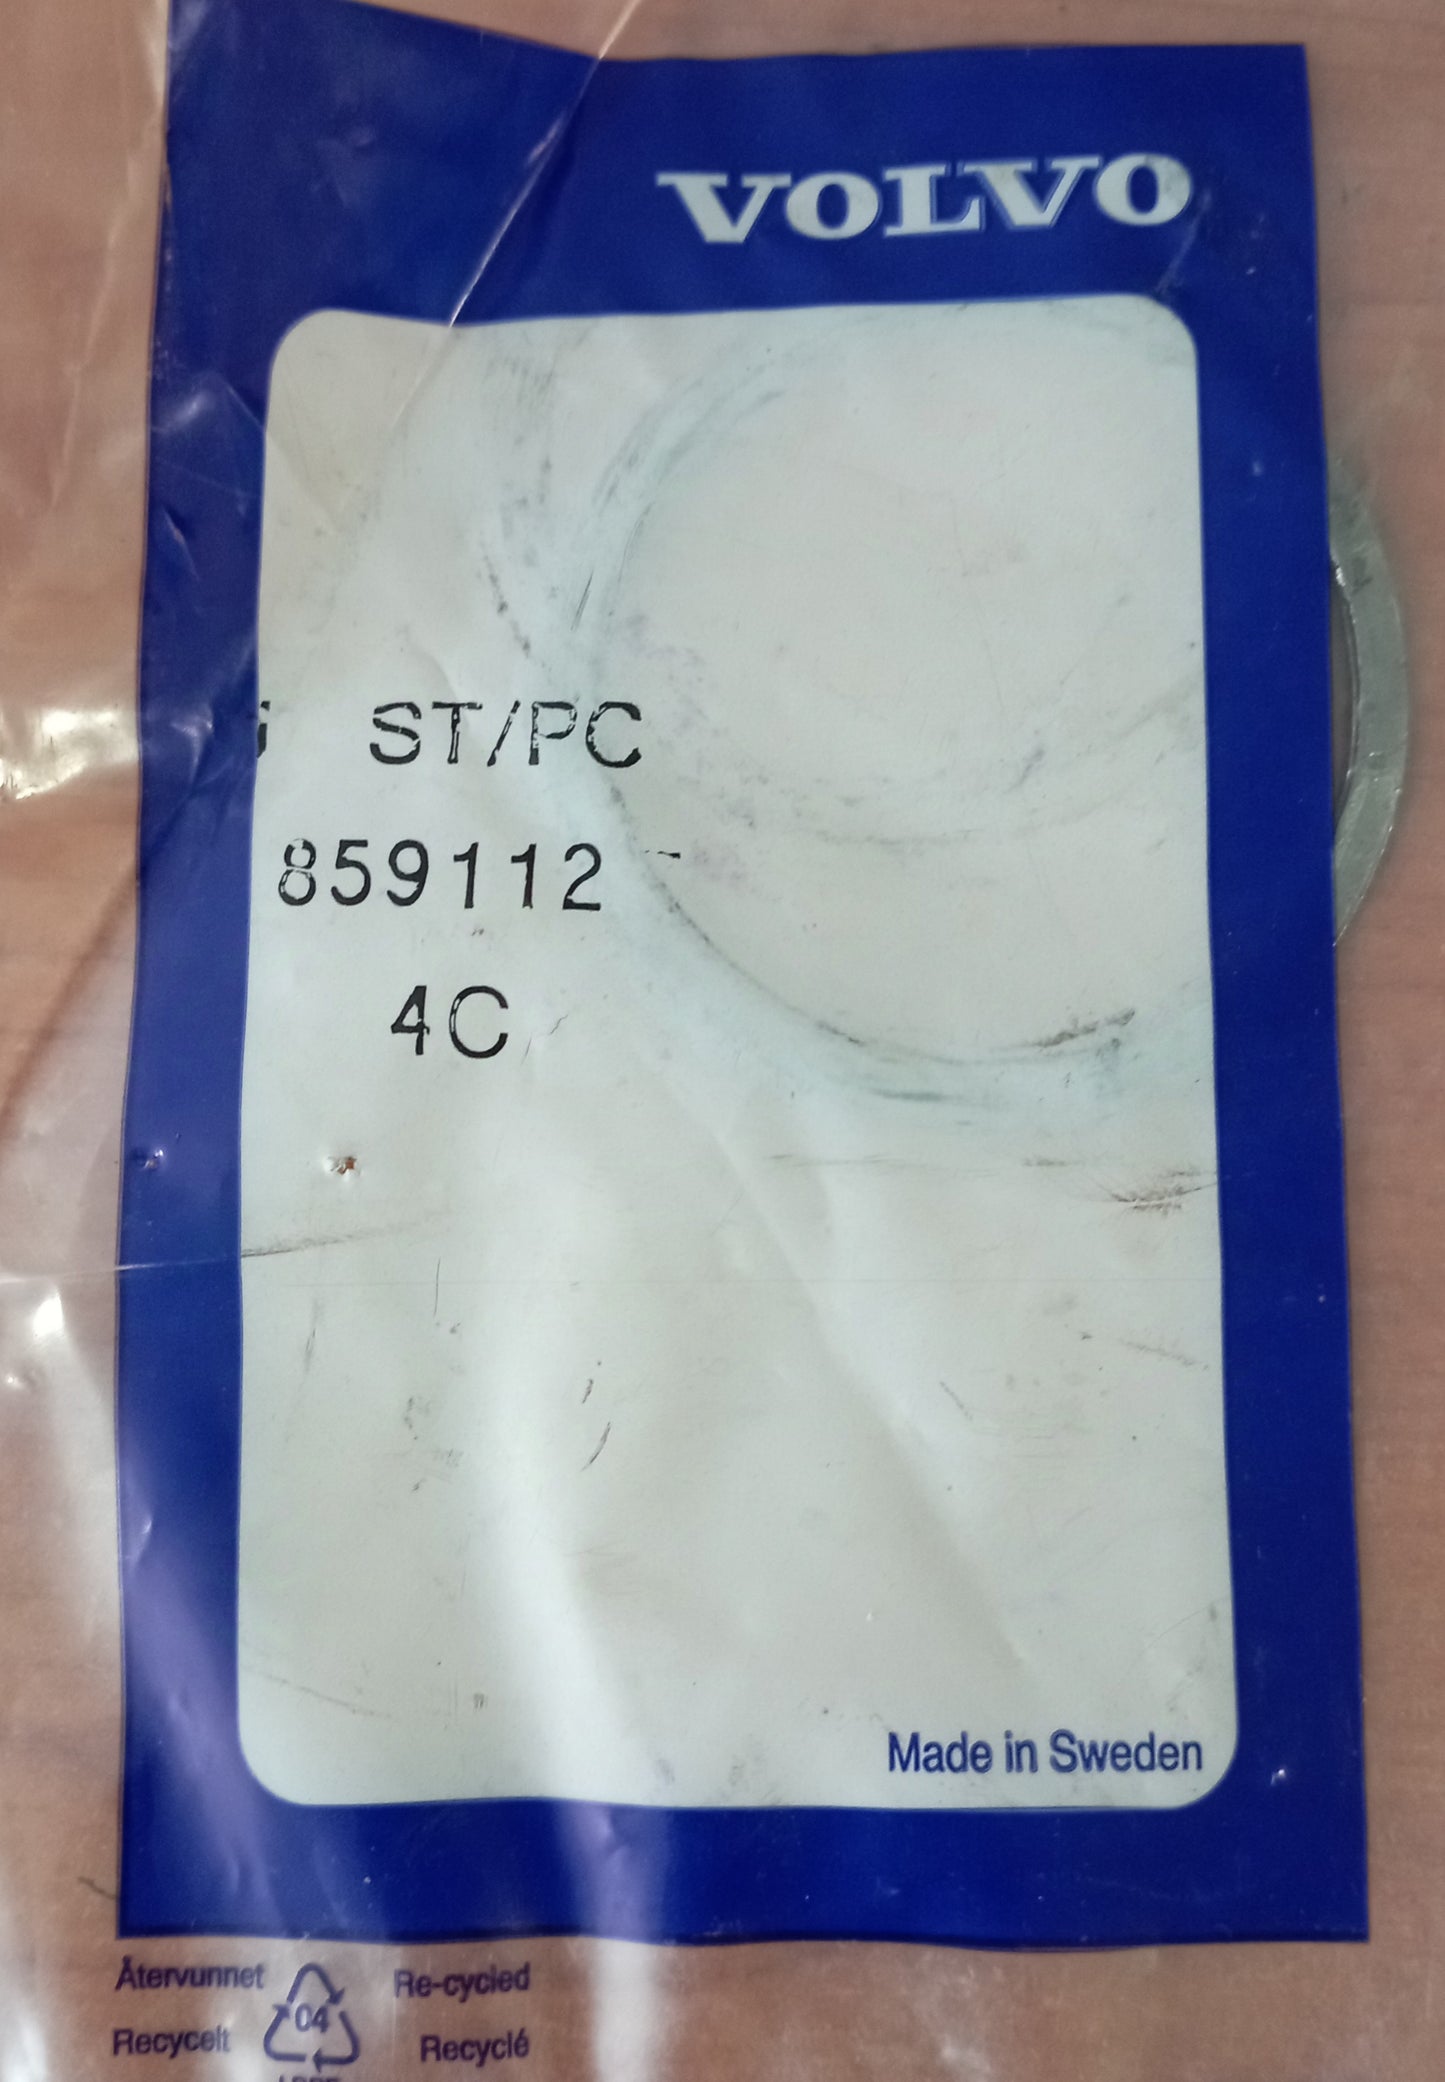 VOLVO
ST/PC
859112 -
4C
Made in Sweden
Återvunnet 04 Re-cycled
Recycelt Recyclé